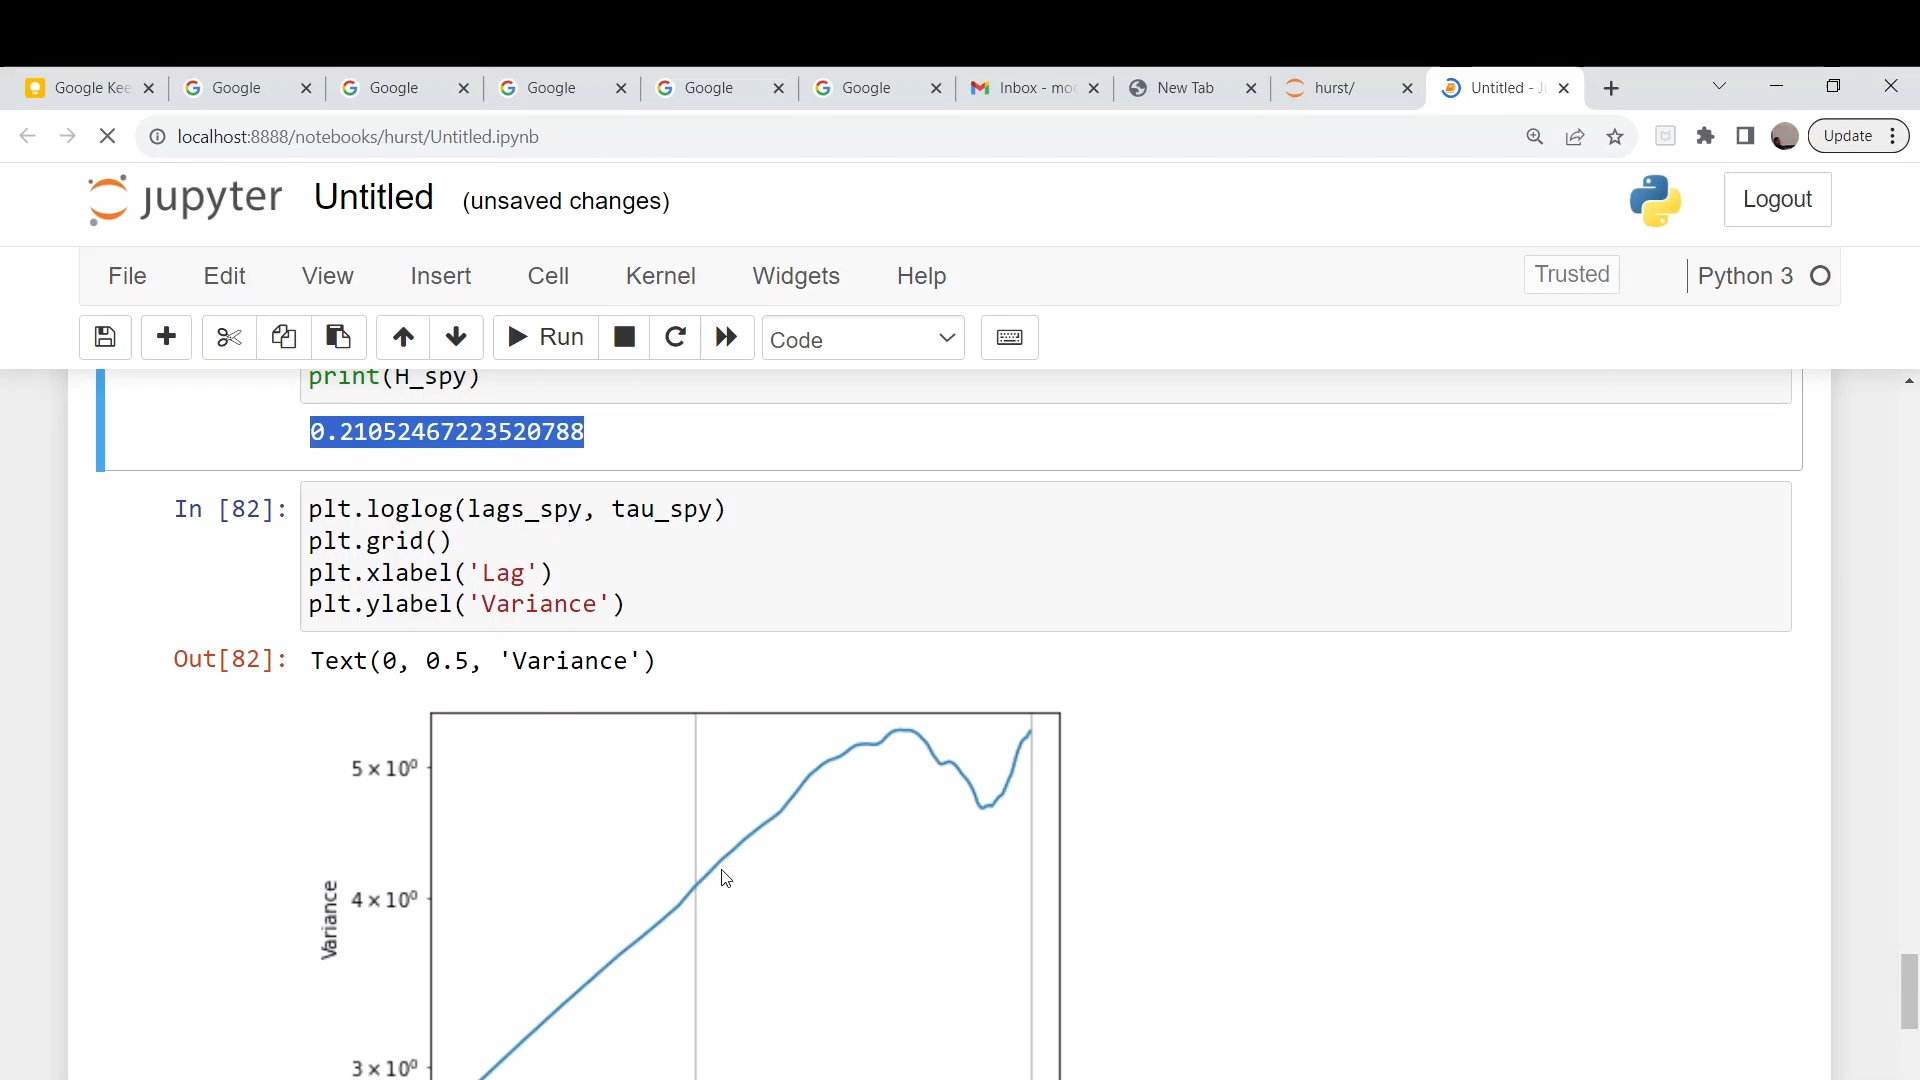 Google Kee
Google
Google
Google
Google
Google
Inbox - mo
New Tab
hurst/
Untitled - J
localhost:8888/notebooks/hurst/Untitled.ipynb
Update
jupyter Untitled (unsaved changes)
Logout
File Edit View Insert Cell Kernel Widgets Help
Trusted
Python 3
Run
Code
print(H_spy)
0.21052467223520788
In [82]: plt.loglog(lags_spy, tau_spy)
plt.grid()
plt.xlabel('Lag')
plt.ylabel('Variance')
Out[82]: Text(0, 0.5, 'Variance')
5 × 10⁰
4 × 10⁰
3 × 10⁰
Variance